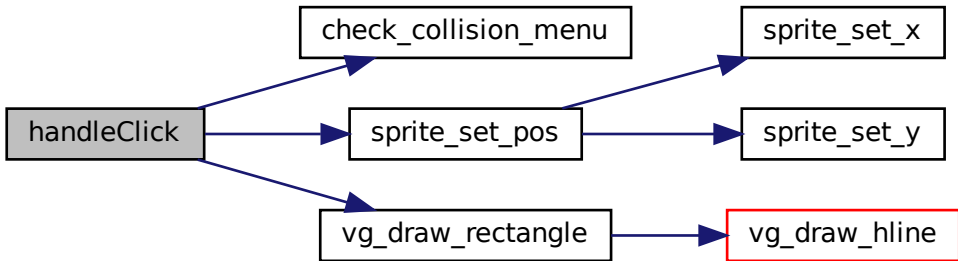 check_collision_menu
sprite_set_x
handleClick
sprite_set_pos
sprite_set_y
vg_draw_rectangle
vg_draw_hline